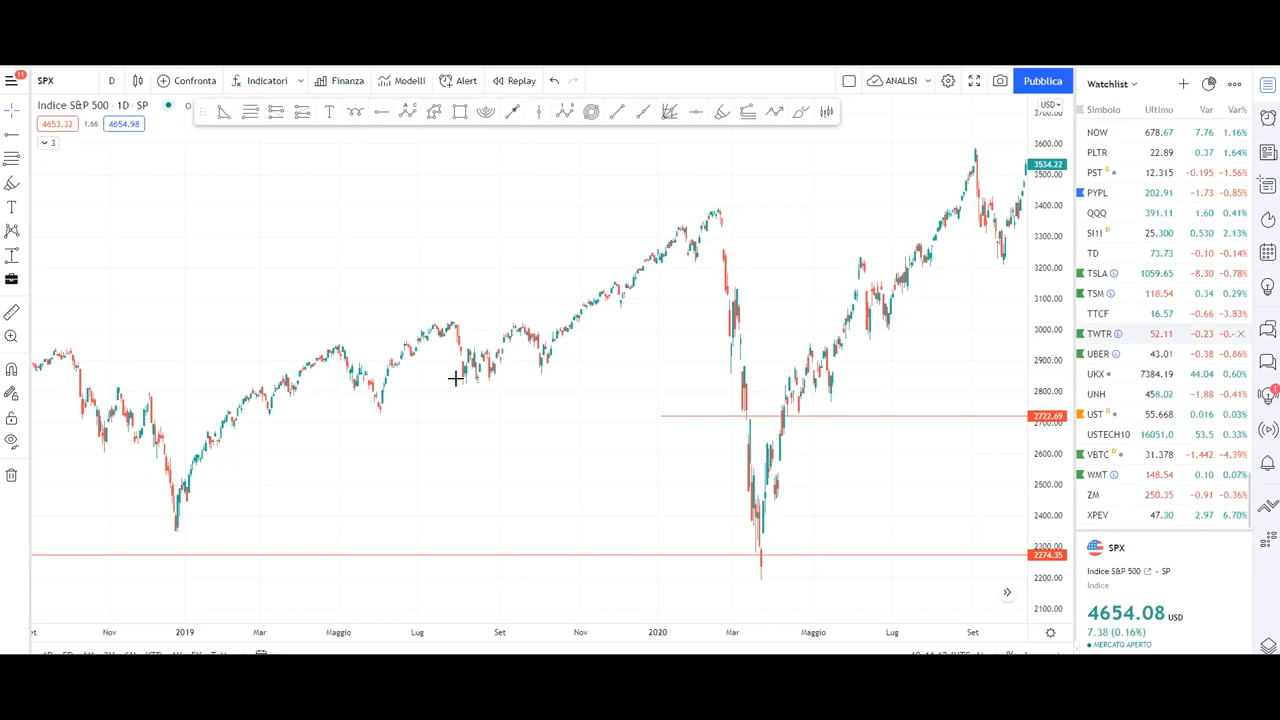 11 SPX D Confronta Indicatori Finanza Modelli Alert Replay ANALISI Pubblica
Indice S&P 500 · 1D · SP
4653.32 1.66 4654.98
3
T
T
USD
3700.00
3600.00
3534.22
3500.00
3400.00
3300.00
3200.00
3100.00
3000.00
2900.00
2800.00
2722.69
2700.00
2600.00
2500.00
2400.00
2300.00
2274.35
2200.00
2100.00
Nov 2019 Mar Maggio Lug Set Nov 2020 Mar Maggio Lug Set
Watchlist
Simbolo Ultimo Var Var%
NOW 678.67 7.76 1.16%
PLTR 22.89 0.37 1.64%
PST D 12.315 −0.195 −1.56%
PYPL 202.91 −1.73 −0.85%
QQQ 391.11 1.60 0.41%
SI1! D 25.300 0.530 2.13%
TD 73.73 −0.10 −0.14%
TSLA 1059.65 −8.30 −0.78%
TSM 118.54 0.34 0.29%
TTCF 16.57 −0.66 −3.83%
TWTR 52.11 −0.23
UBER 43.01 −0.38 −0.86%
UKX 7384.19 44.04 0.60%
UNH 458.02 −1.88 −0.41%
UST D 55.668 0.016 0.03%
USTECH10 16051.0 53.5 0.33%
VBTC D 31.378 −1.442 −4.39%
WMT 148.54 0.10 0.07%
ZM 250.35 −0.91 −0.36%
XPEV 47.30 2.97 6.70%
SPX
Indice S&P 500 • SP
Indice
4654.08 USD
7.38 (0.16%)
MERCATO APERTO
1